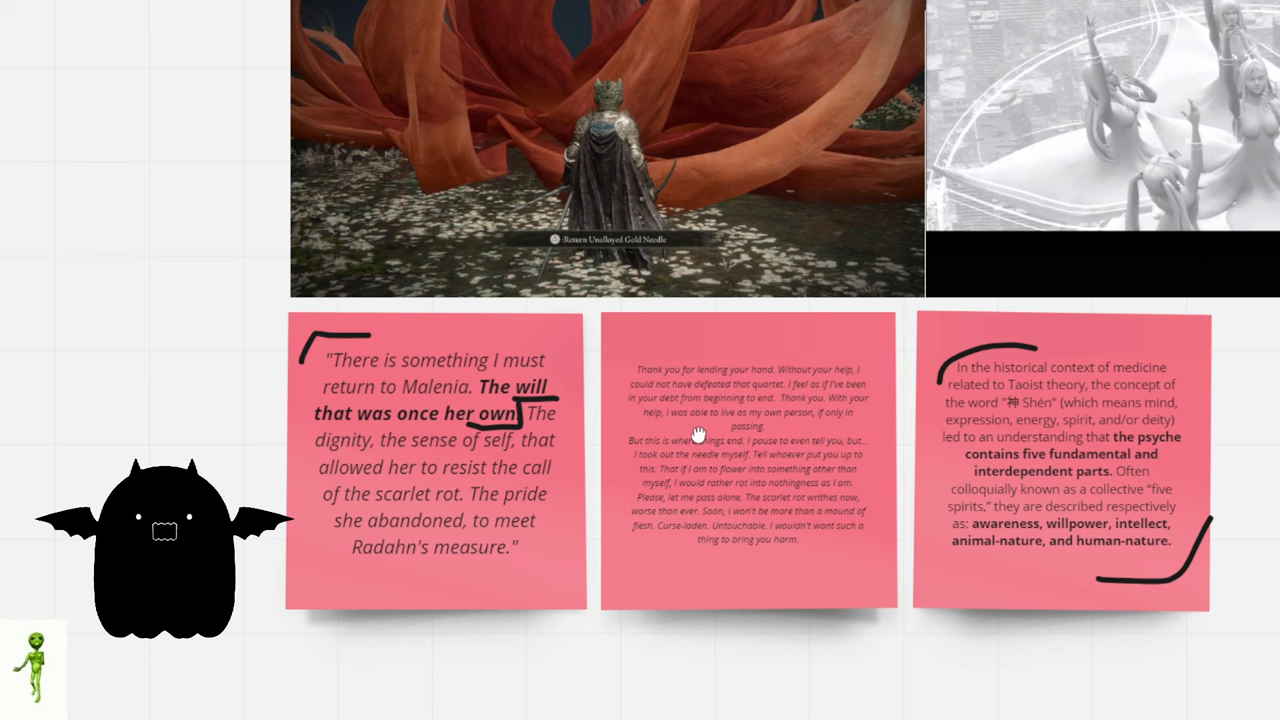 :Return Unalloyed Gold Needle
"There is something I must
return to Malenia. The will
that was once her own. The
dignity, the sense of self, that
allowed her to resist the call
of the scarlet rot. The pride
she abandoned, to meet
Radahn's measure."
Thank you for lending your hand. Without your help, I
could not have defeated that quartet. I feel as if I've been
in your debt from beginning to end. Thank you. With your
help, I was able to live as my own person, if only in
passing.
But this is where things end. I pause to even tell you, but...
I took out the needle myself. Tell whoever put you up to
this. That if I am to flower into something other than
myself, I would rather rot into nothingness as I am.
Please, let me pass alone. The scarlet rot writhes now,
worse than ever. Soon, I won't be more than a mound of
flesh. Curse-laden. Untouchable. I wouldn't want such a
thing to bring you harm.
In the historical context of medicine
related to Taoist theory, the concept of
the word "神 Shén" (which means mind,
expression, energy, spirit, and/or deity)
led to an understanding that the psyche
contains five fundamental and
interdependent parts. Often
colloquially known as a collective "five
spirits," they are described respectively
as: awareness, willpower, intellect,
animal-nature, and human-nature.